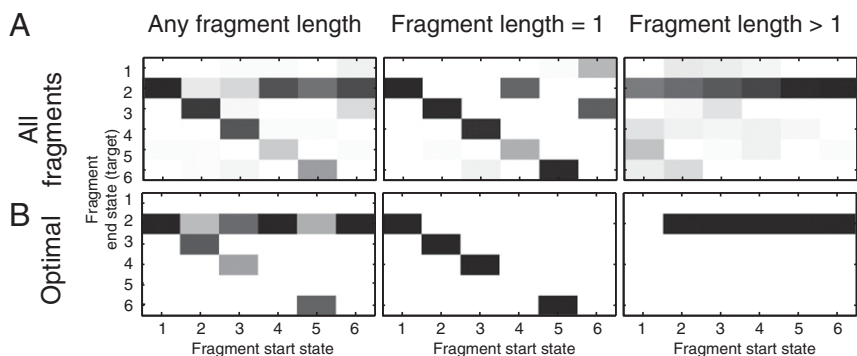 A
Any fragment length
Fragment length = 1
Fragment length > 1
All
fragments
Fragment
end state (target)
1
2
3
4
5
6
B
Optimal
1
2
3
4
5
6
1 2 3 4 5 6
1 2 3 4 5 6
1 2 3 4 5 6
Fragment start state
Fragment start state
Fragment start state